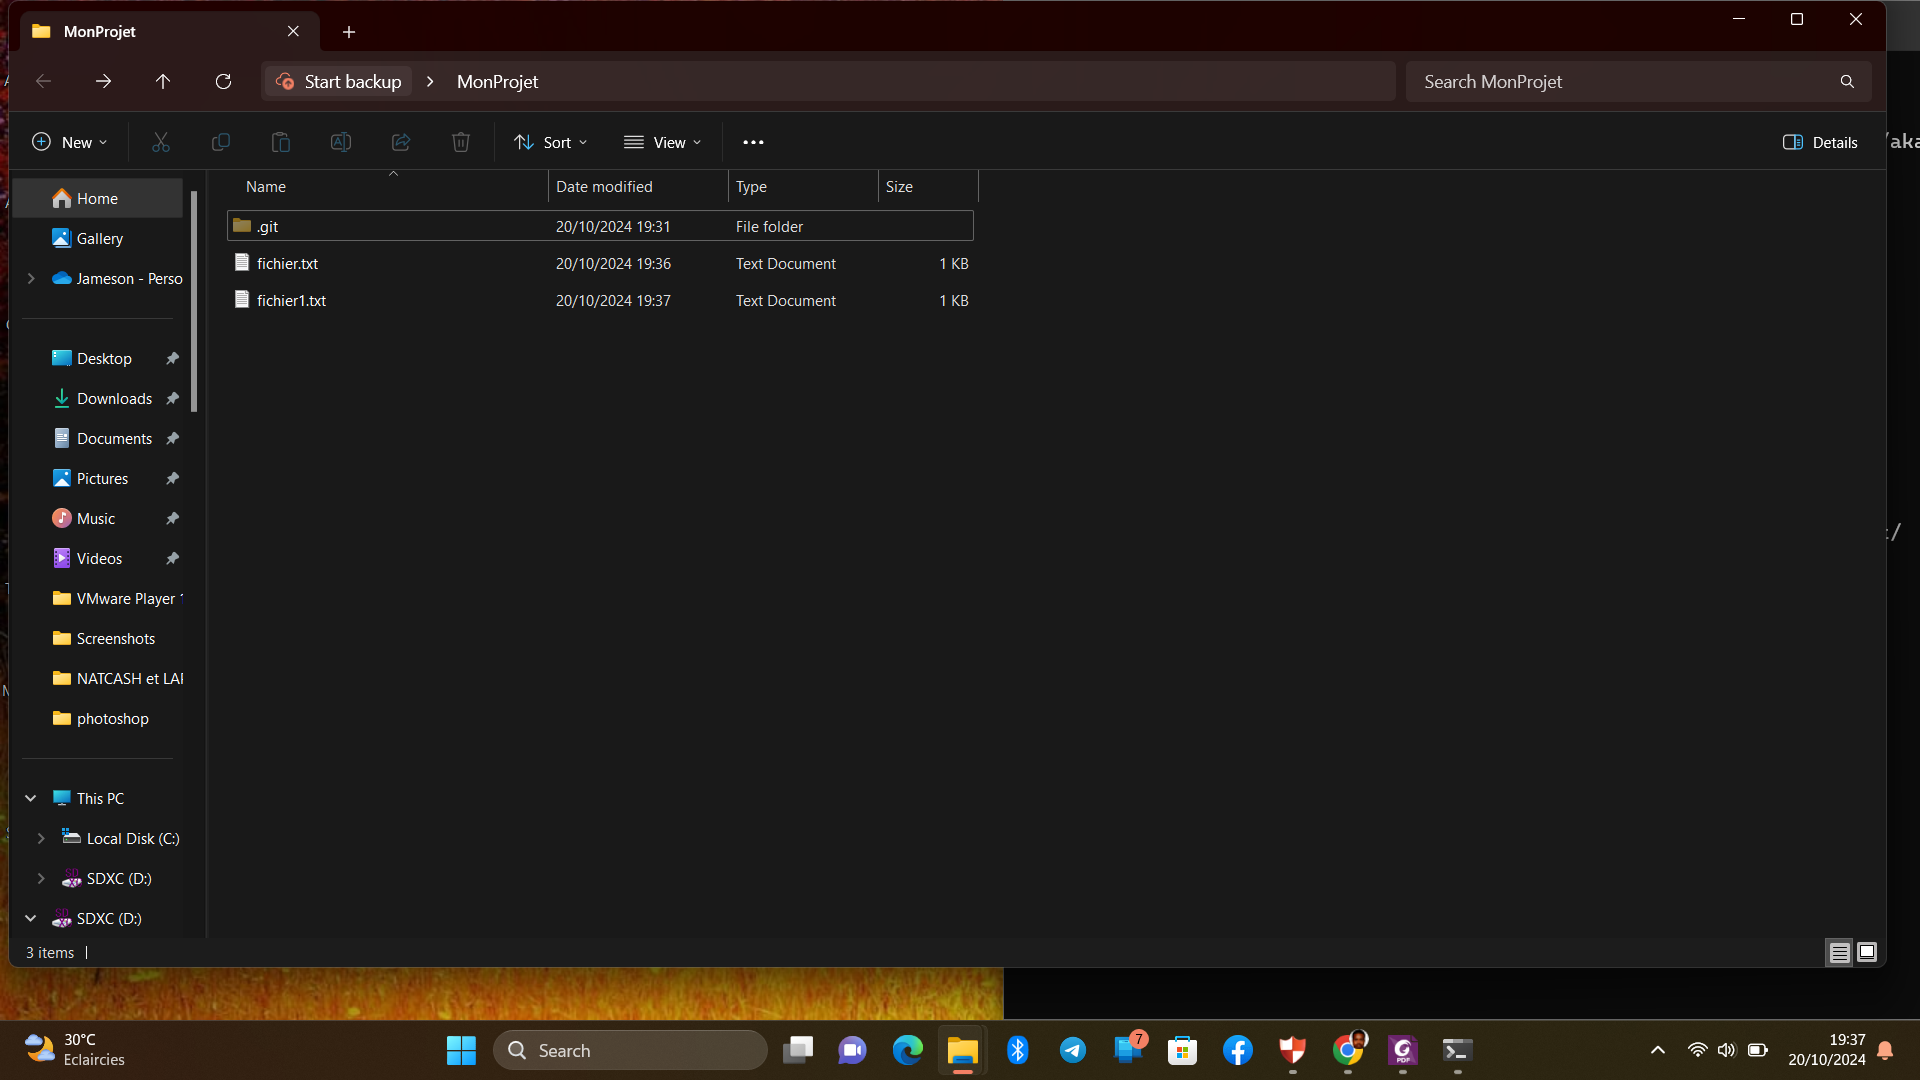 MonProjet
Start backup > MonProjet
Search MonProjet
New
Sort
View
Details
Name Date modified Type Size
.git 20/10/2024 19:31 File folder
fichier.txt 20/10/2024 19:36 Text Document 1 KB
fichier1.txt 20/10/2024 19:37 Text Document 1 KB
Home
Gallery
Jameson - Perso
Desktop
Downloads
Documents
Pictures
Music
Videos
VMware Player 1
Screenshots
NATCASH et LAP
photoshop
This PC
Local Disk (C:)
SDXC (D:)
SDXC (D:)
3 items
/aka
:/
30°C
Eclaircies
Search
7
PDF
19:37
20/10/2024